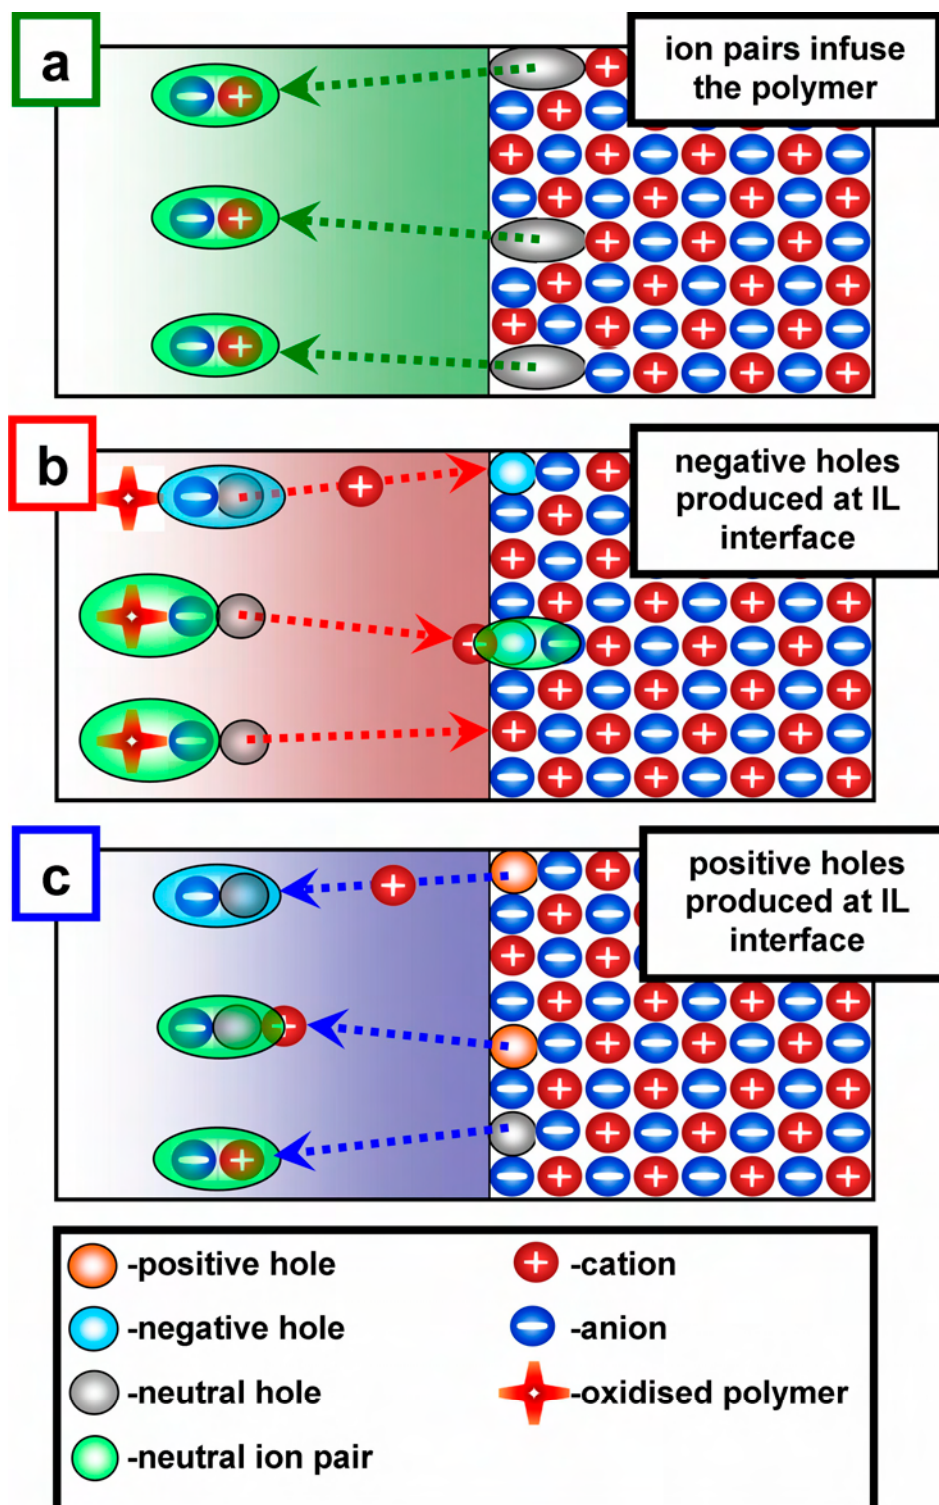 a
ion pairs infuse
the polymer
b
negative holes
produced at IL
interface
c
positive holes
produced at IL
interface
-positive hole
-negative hole
-neutral hole
-neutral ion pair
-cation
-anion
-oxidised polymer